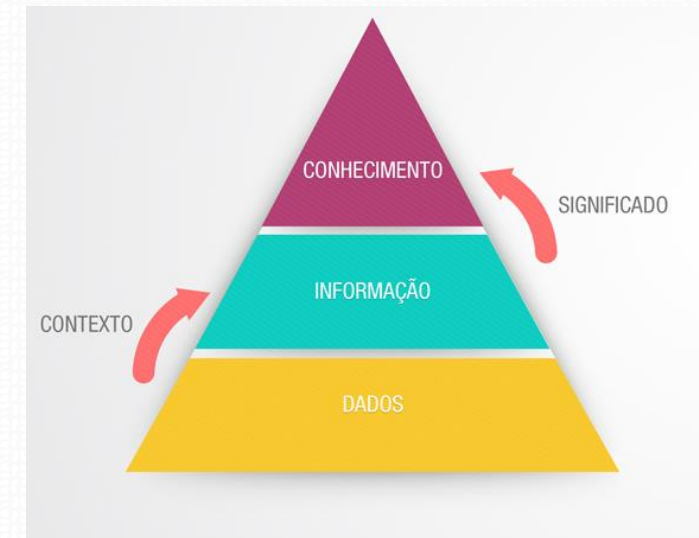 CONHECIMENTO
SIGNIFICADO
INFORMAÇÃO
CONTEXTO
DADOS